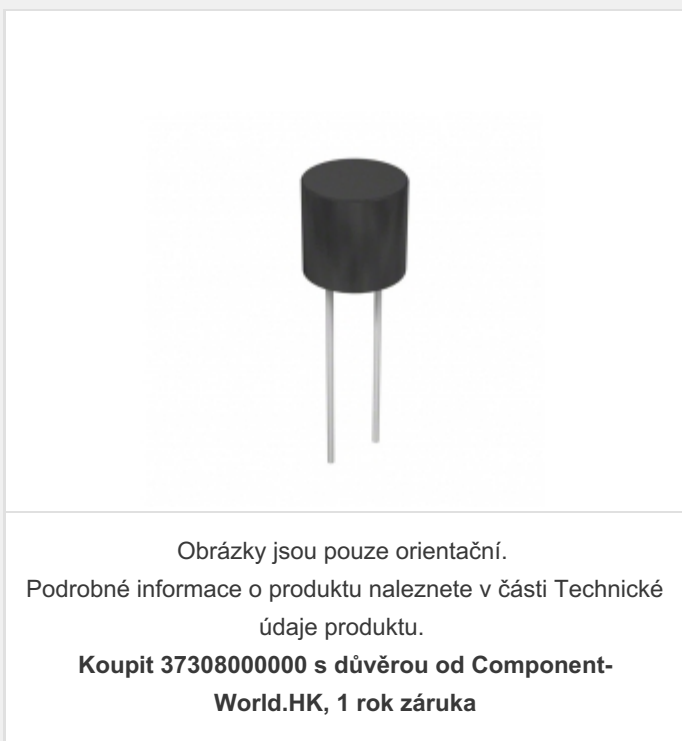 Obrázky jsou pouze orientační.
Podrobné informace o produktu naleznete v části Technické
údaje produktu.
Koupit 37308000000 s důvěrou od Component-
World.HK, 1 rok záruka